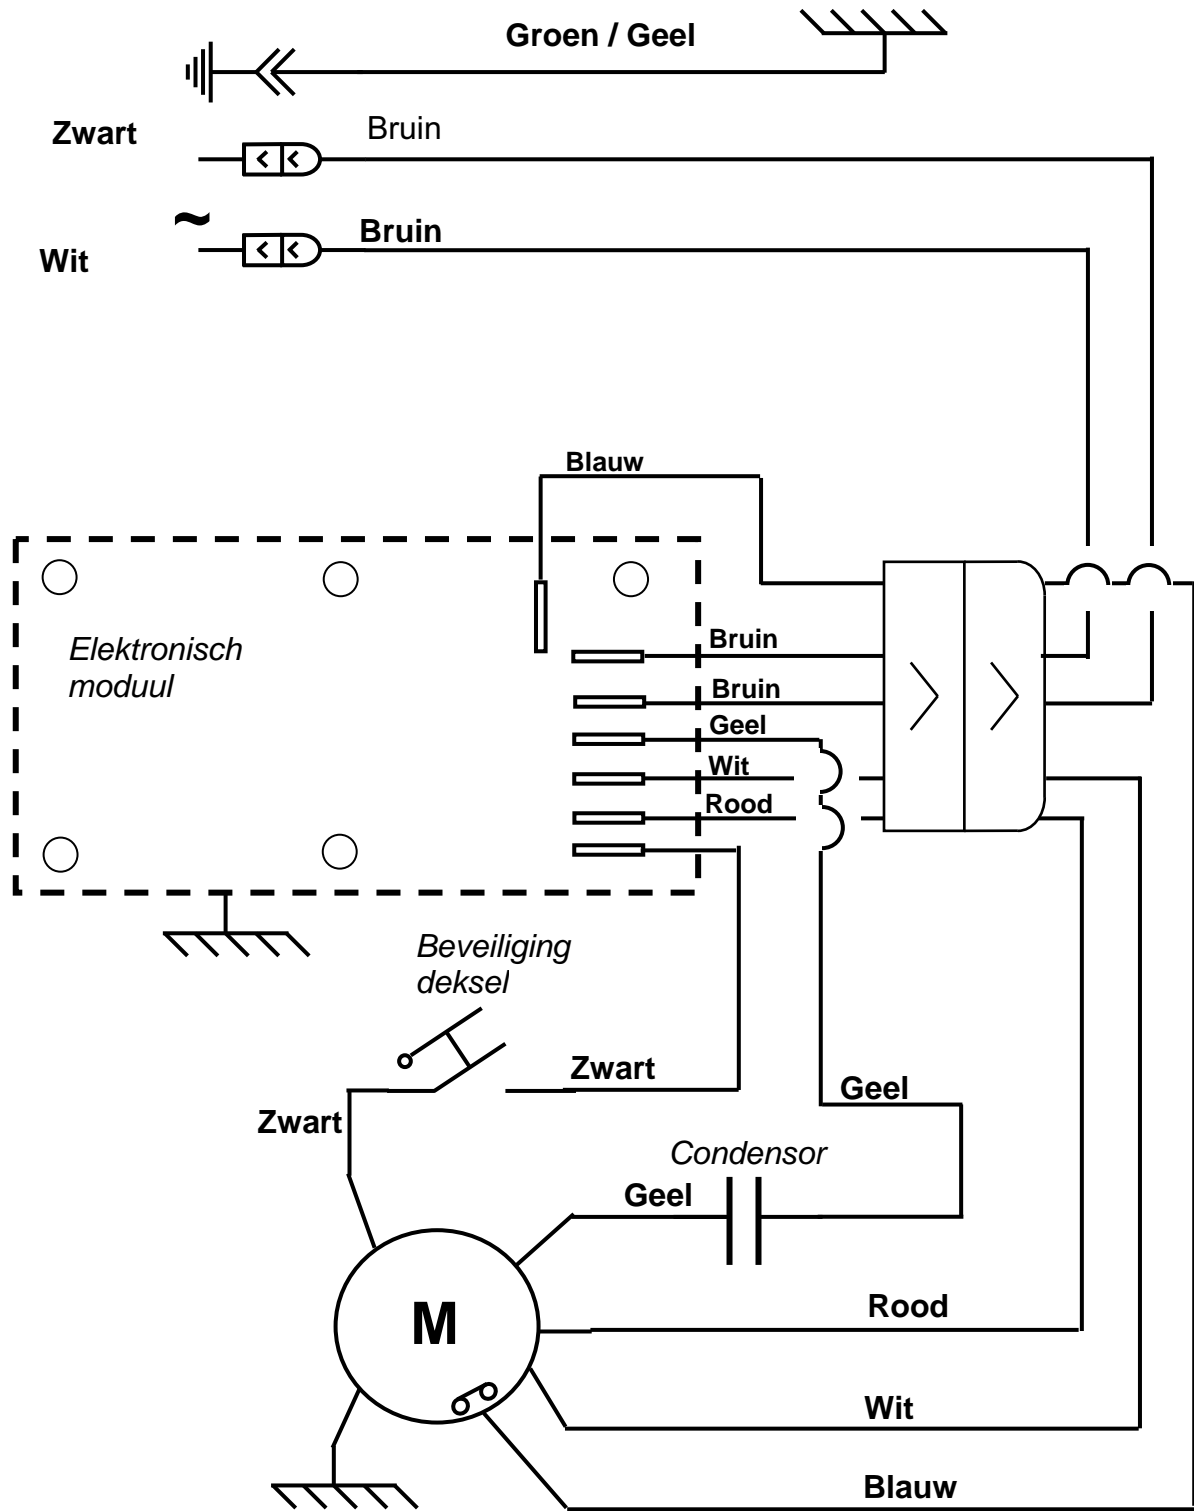 Groen / Geel
Zwart
Bruin
~
Bruin
Wit
Blauw
Elektronisch
moduul
Bruin
Bruin
Geel
Wit
Rood
Beveiliging
deksel
Zwart
Geel
Zwart
Condensor
Geel
M
Rood
Wit
Blauw